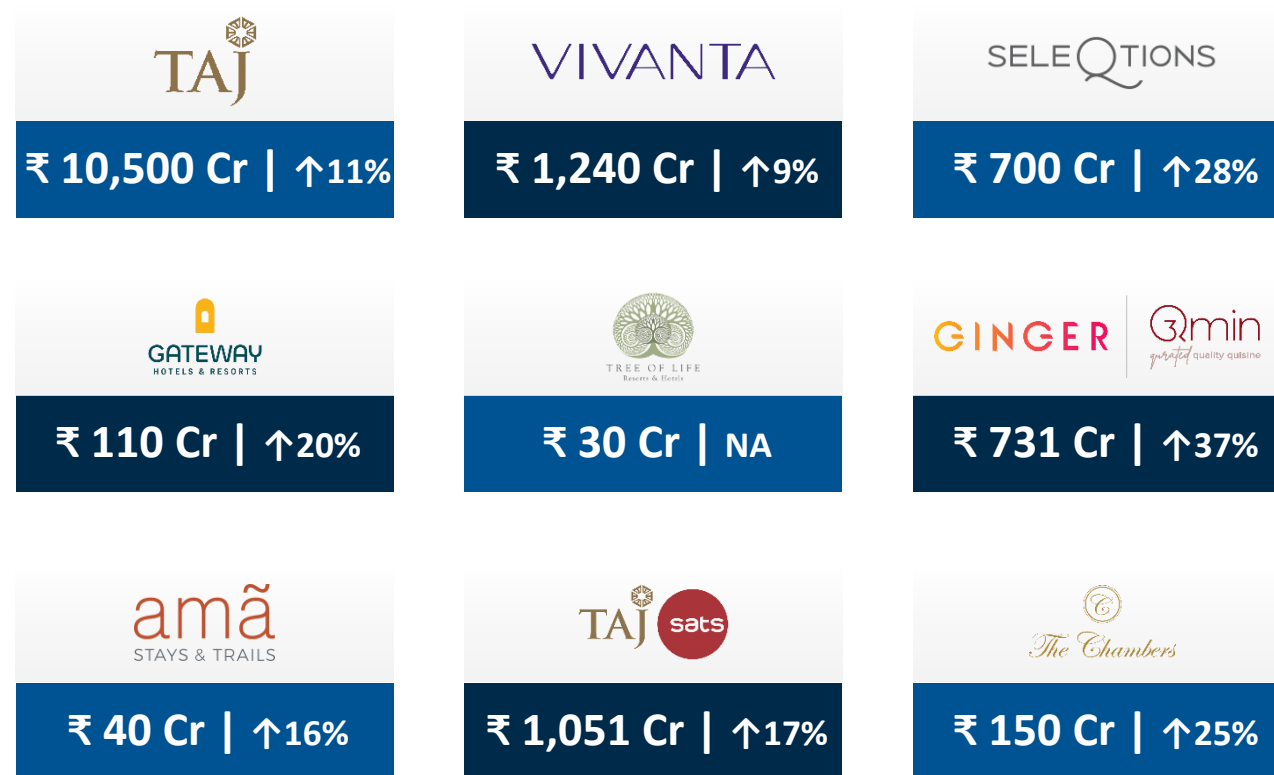 TAJ
VIVANTA
SELEQTIONS
₹ 10,500 Cr | ↑11%
₹ 1,240 Cr | ↑9%
₹ 700 Cr | ↑28%
GATEWAY
HOTELS & RESORTS
TREE OF LIFE
Resorts & Hotels
GINGER
Qmin
qurated quality quisine
₹ 110 Cr | ↑20%
₹ 30 Cr | NA
₹ 731 Cr | ↑37%
amã
STAYS & TRAILS
TAJ
sats
C
The Chambers
₹ 40 Cr | ↑16%
₹ 1,051 Cr | ↑17%
₹ 150 Cr | ↑25%